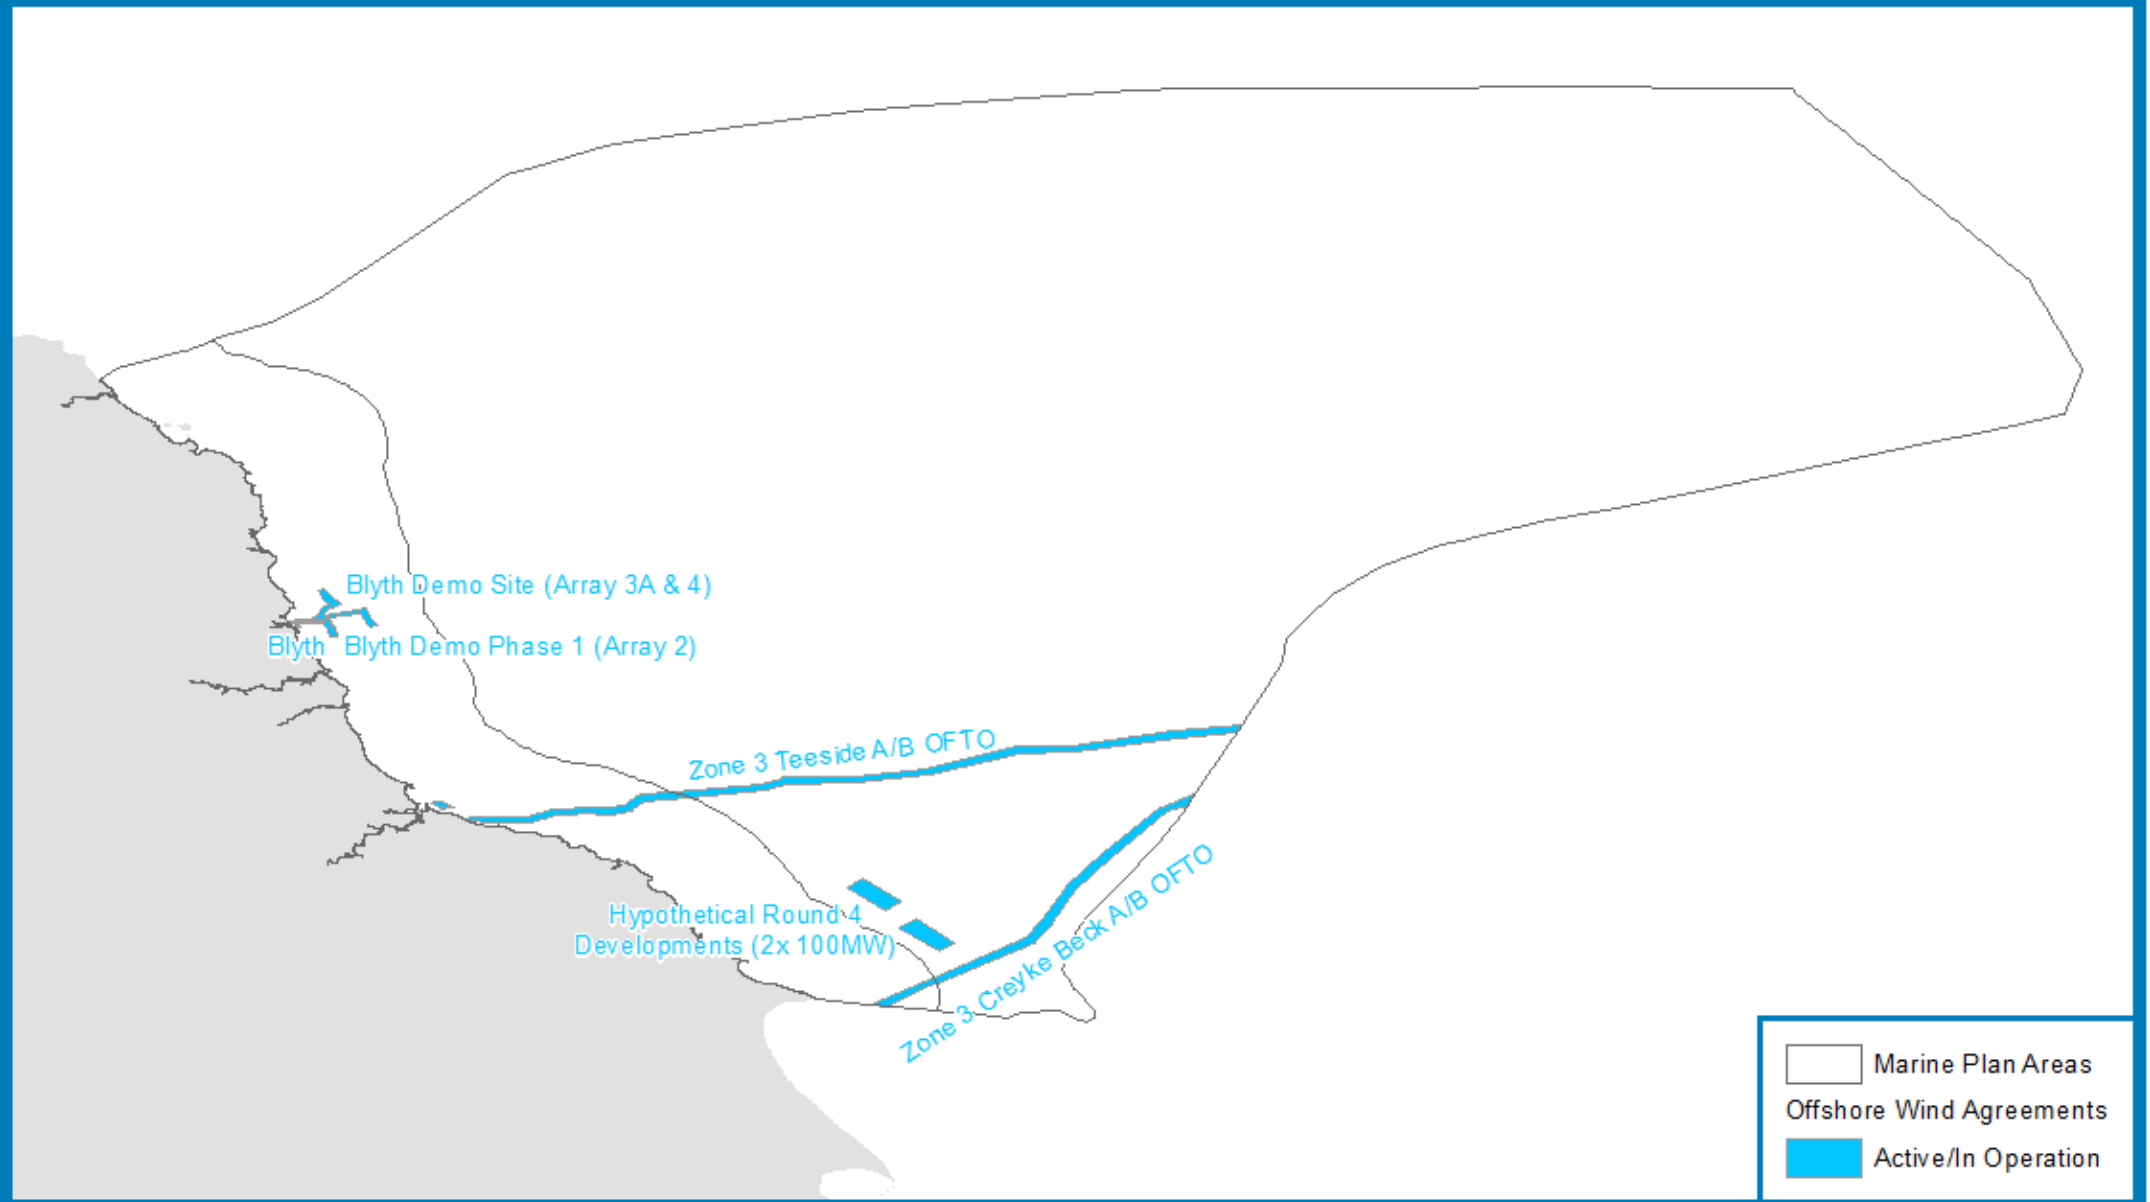 Blyth Demo Site (Array 3A & 4)
Blyth
Blyth Demo Phase 1 (Array 2)
Zone 3 Teeside A/B OFTO
Hypothetical Round 4
Developments (2x 100MW)
Zone 3 Creyke Beck A/B OFTO
Marine Plan Areas
Offshore Wind Agreements
Active/In Operation